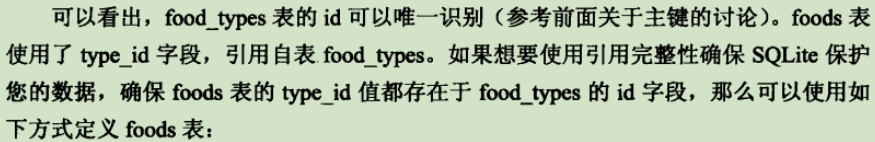 可以看出，food_types 表的 id 可以唯一识别（参考前面关于主键的讨论）。foods 表
使用了 type_id 字段，引用自表 food_types。如果想要使用引用完整性确保 SQLite 保护
您的数据，确保 foods 表的 type_id 值都存在于 food_types 的 id 字段，那么可以使用如
下方式定义 foods 表：